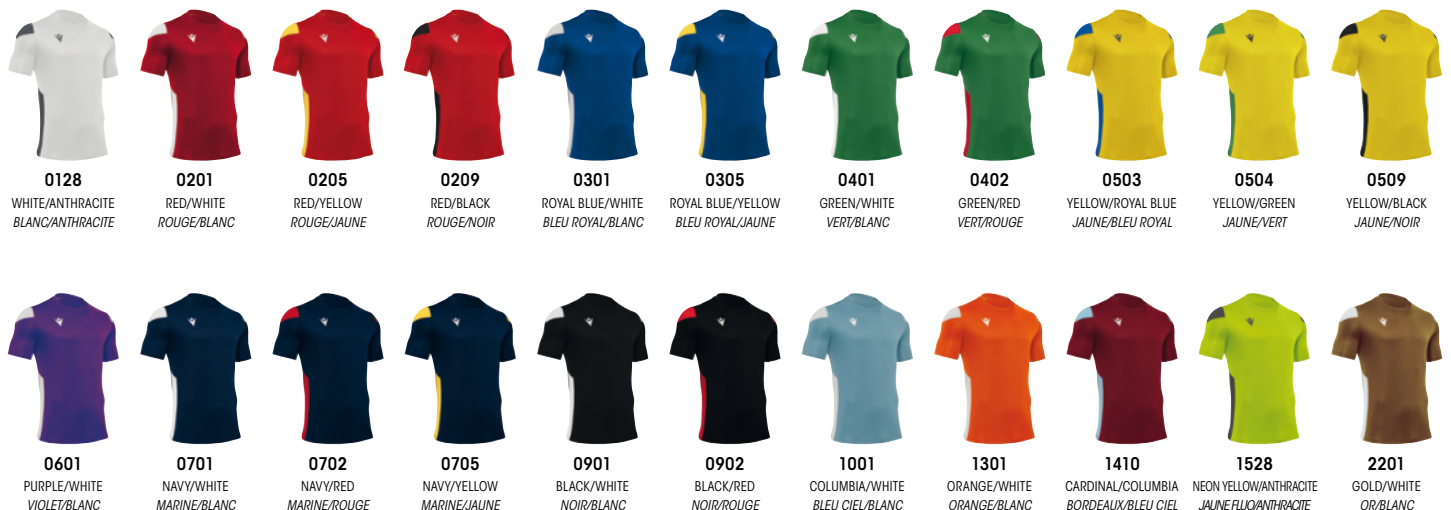 0128 0201 0205 0209 0301 0305 0401 0402 0503 0504 0509
WHITE/ANTHRACITE RED/WHITE RED/YELLOW RED/BLACK ROYAL BLUE/WHITE ROYAL BLUE/YELLOW GREEN/WHITE GREEN/RED YELLOW/ROYAL BLUE YELLOW/GREEN YELLOW/BLACK
BLANC/ANTHRACITE ROUGE/BLANC ROUGE/JAUNE ROUGE/NOIR BLEU ROYAL/BLANC BLEU ROYAL/JAUNE VERT/BLANC VERT/ROUGE JAUNE/BLEU ROYAL JAUNE/VERT JAUNE/NOIR
0601 0701 0702 0705 0901 0902 1001 1301 1410 1528 2201
PURPLE/WHITE NAVY/WHITE NAVY/RED NAVY/YELLOW BLACK/WHITE BLACK/RED COLUMBIA/WHITE ORANGE/WHITE CARDINAL/COLUMBIA NEON YELLOW/ANTHRACITE GOLD/WHITE
VIOLET/BLANC MARINE/BLANC MARINE/ROUGE MARINE/JAUNE NOIR/BLANC NOIR/ROUGE BLEU CIEL/BLANC ORANGE/BLANC BORDEAUX/BLEU CIEL JAUNE FLUO/ANTHRACITE OR/BLANC